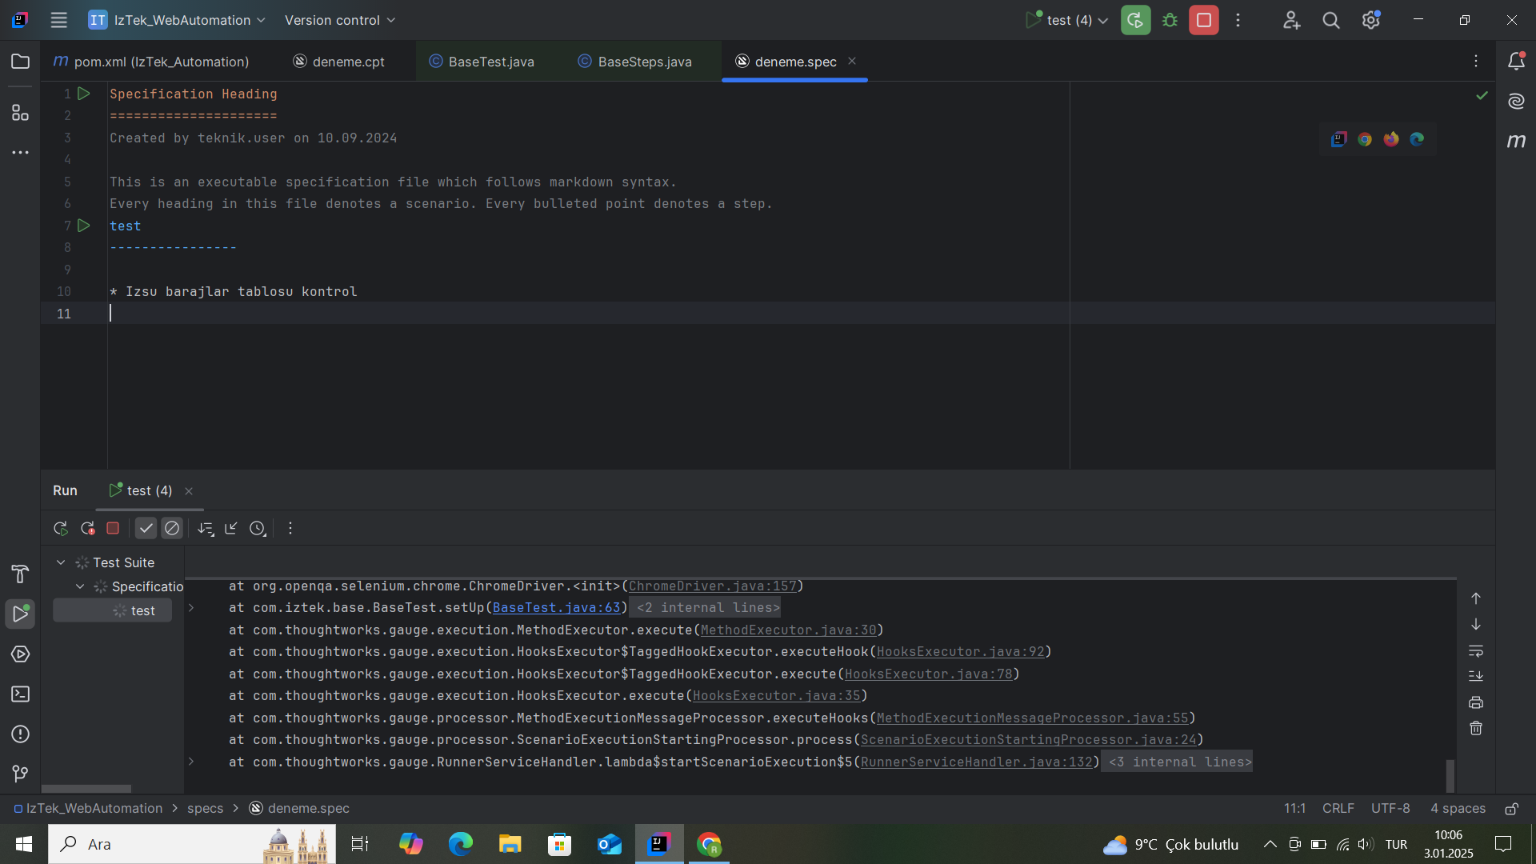 IT IzTek_WebAutomation Version control test (4)
pom.xml (IzTek_Automation) deneme.cpt BaseTest.java BaseSteps.java deneme.spec
1 Specification Heading
2 =====================
3 Created by teknik.user on 10.09.2024
4
5 This is an executable specification file which follows markdown syntax.
6 Every heading in this file denotes a scenario. Every bulleted point denotes a step.
7 test
8 ----------------
9
10 * Izsu barajlar tablosu kontrol
11
Run test (4)
Test Suite
Specificatio
test
at org.openqa.selenium.chrome.ChromeDriver.<init>(ChromeDriver.java:157)
at com.iztek.base.BaseTest.setUp(BaseTest.java:63) <2 internal lines>
at com.thoughtworks.gauge.execution.MethodExecutor.execute(MethodExecutor.java:30)
at com.thoughtworks.gauge.execution.HooksExecutor$TaggedHookExecutor.executeHook(HooksExecutor.java:92)
at com.thoughtworks.gauge.execution.HooksExecutor$TaggedHookExecutor.execute(HooksExecutor.java:78)
at com.thoughtworks.gauge.execution.HooksExecutor.execute(HooksExecutor.java:35)
at com.thoughtworks.gauge.processor.MethodExecutionMessageProcessor.executeHooks(MethodExecutionMessageProcessor.java:55)
at com.thoughtworks.gauge.processor.ScenarioExecutionStartingProcessor.process(ScenarioExecutionStartingProcessor.java:24)
at com.thoughtworks.gauge.RunnerServiceHandler.lambda$startScenarioExecution$5(RunnerServiceHandler.java:132) <3 internal lines>
IzTek_WebAutomation > specs > deneme.spec 11:1 CRLF UTF-8 4 spaces
Ara 9°C Çok bulutlu TUR 10:06
3.01.2025